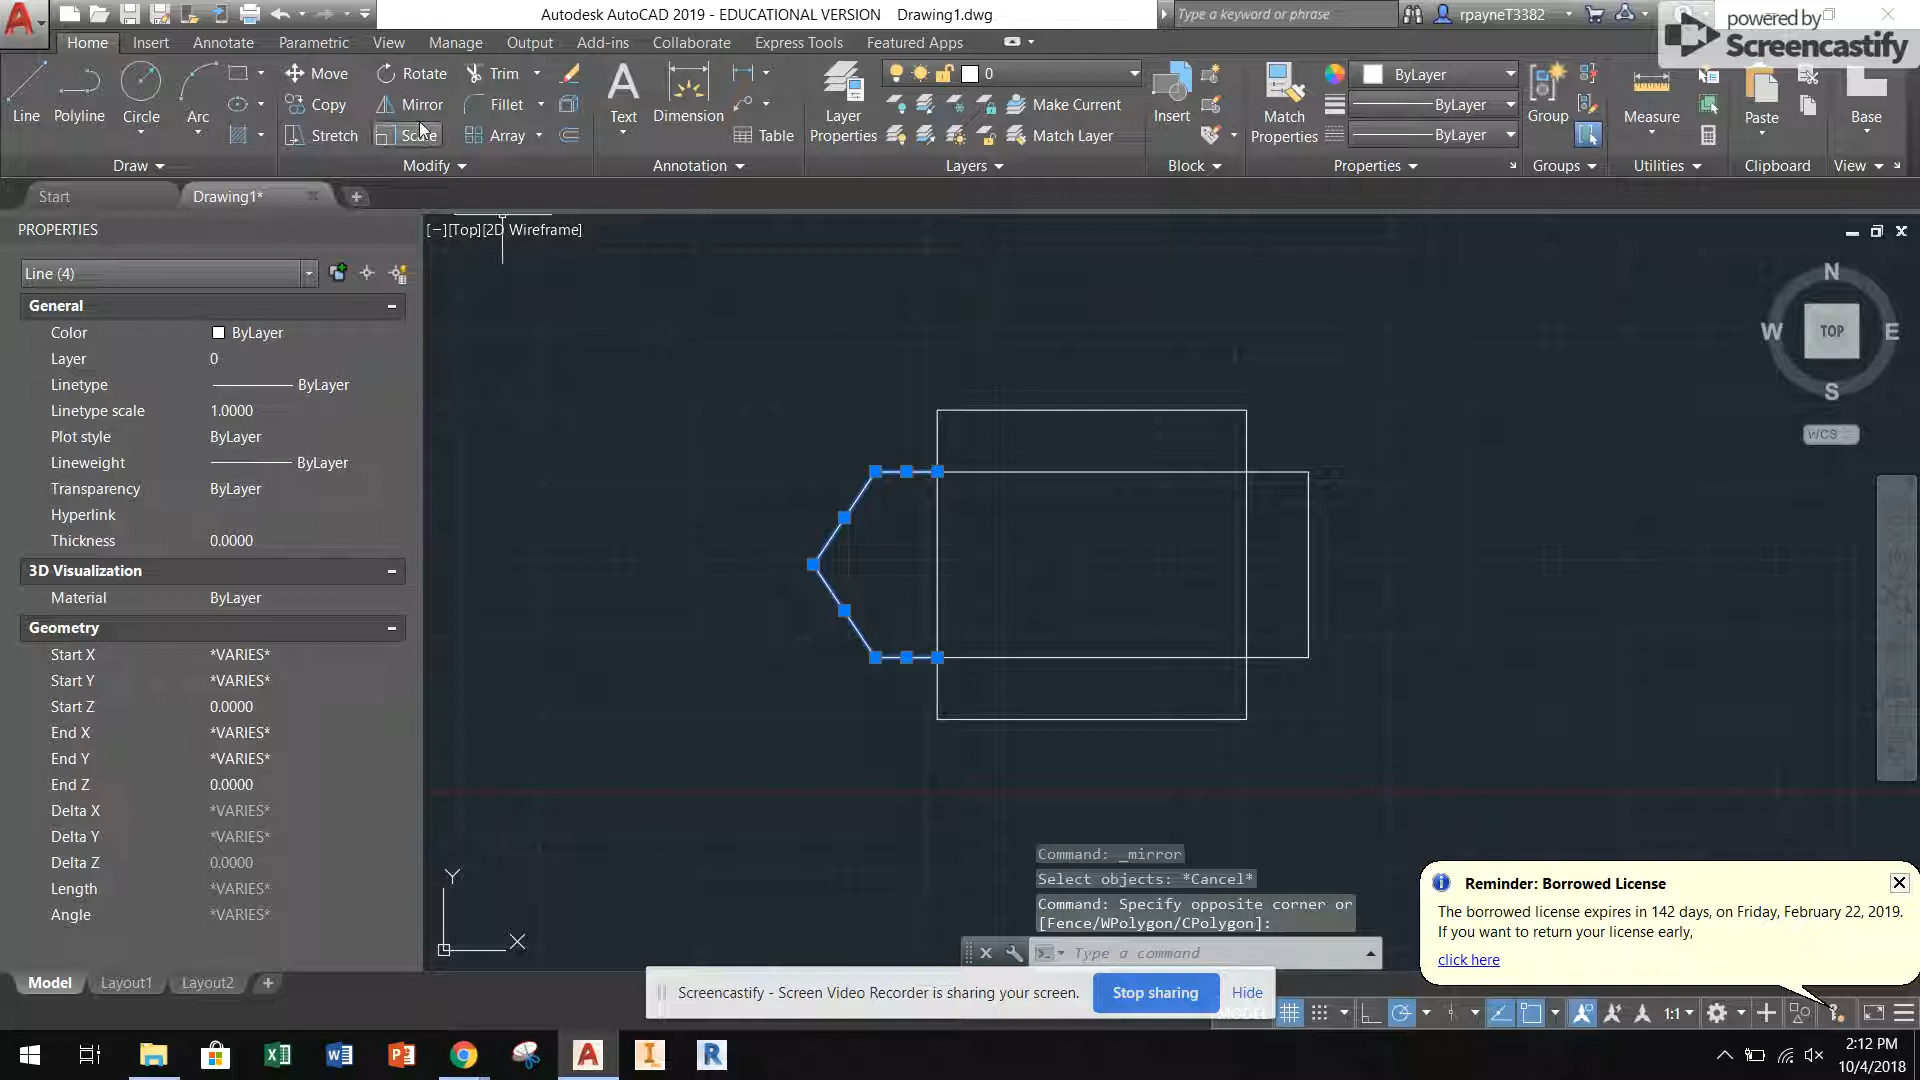 Autodesk AutoCAD 2019 - EDUCATIONAL VERSION Drawing1.dwg
Type a keyword or phrase
rpayneT3382
powered by
Screencastify
Home Insert Annotate Parametric View Manage Output Add-ins Collaborate Express Tools Featured Apps
Line Polyline Circle Arc
Move Rotate Trim
Copy Mirror Fillet
Stretch Scale Array
Text Dimension Table
Layer Properties
0
Make Current
Match Layer
Insert
Match Properties
ByLayer
ByLayer
ByLayer
Group
Measure
Paste
Base
Draw Modify Annotation Layers Block Properties Groups Utilities Clipboard View
Start Drawing1*
PROPERTIES
[−][Top][2D Wireframe]
Line (4)
General
Color ByLayer
Layer 0
Linetype ByLayer
Linetype scale 1.0000
Plot style ByLayer
Lineweight ByLayer
Transparency ByLayer
Hyperlink
Thickness 0.0000
3D Visualization
Material ByLayer
Geometry
Start X *VARIES*
Start Y *VARIES*
Start Z 0.0000
End X *VARIES*
End Y *VARIES*
End Z 0.0000
Delta X *VARIES*
Delta Y *VARIES*
Delta Z 0.0000
Length *VARIES*
Angle *VARIES*
N
W TOP E
S
WCS
Y
X
Command: _mirror
Select objects: *Cancel*
Command: Specify opposite corner or
[Fence/WPolygon/CPolygon]:
Type a command
Reminder: Borrowed License
The borrowed license expires in 142 days, on Friday, February 22, 2019.
If you want to return your license early,
click here
Model Layout1 Layout2
Screencastify - Screen Video Recorder is sharing your screen. Stop sharing Hide
MODEL
1:1
2:12 PM
10/4/2018